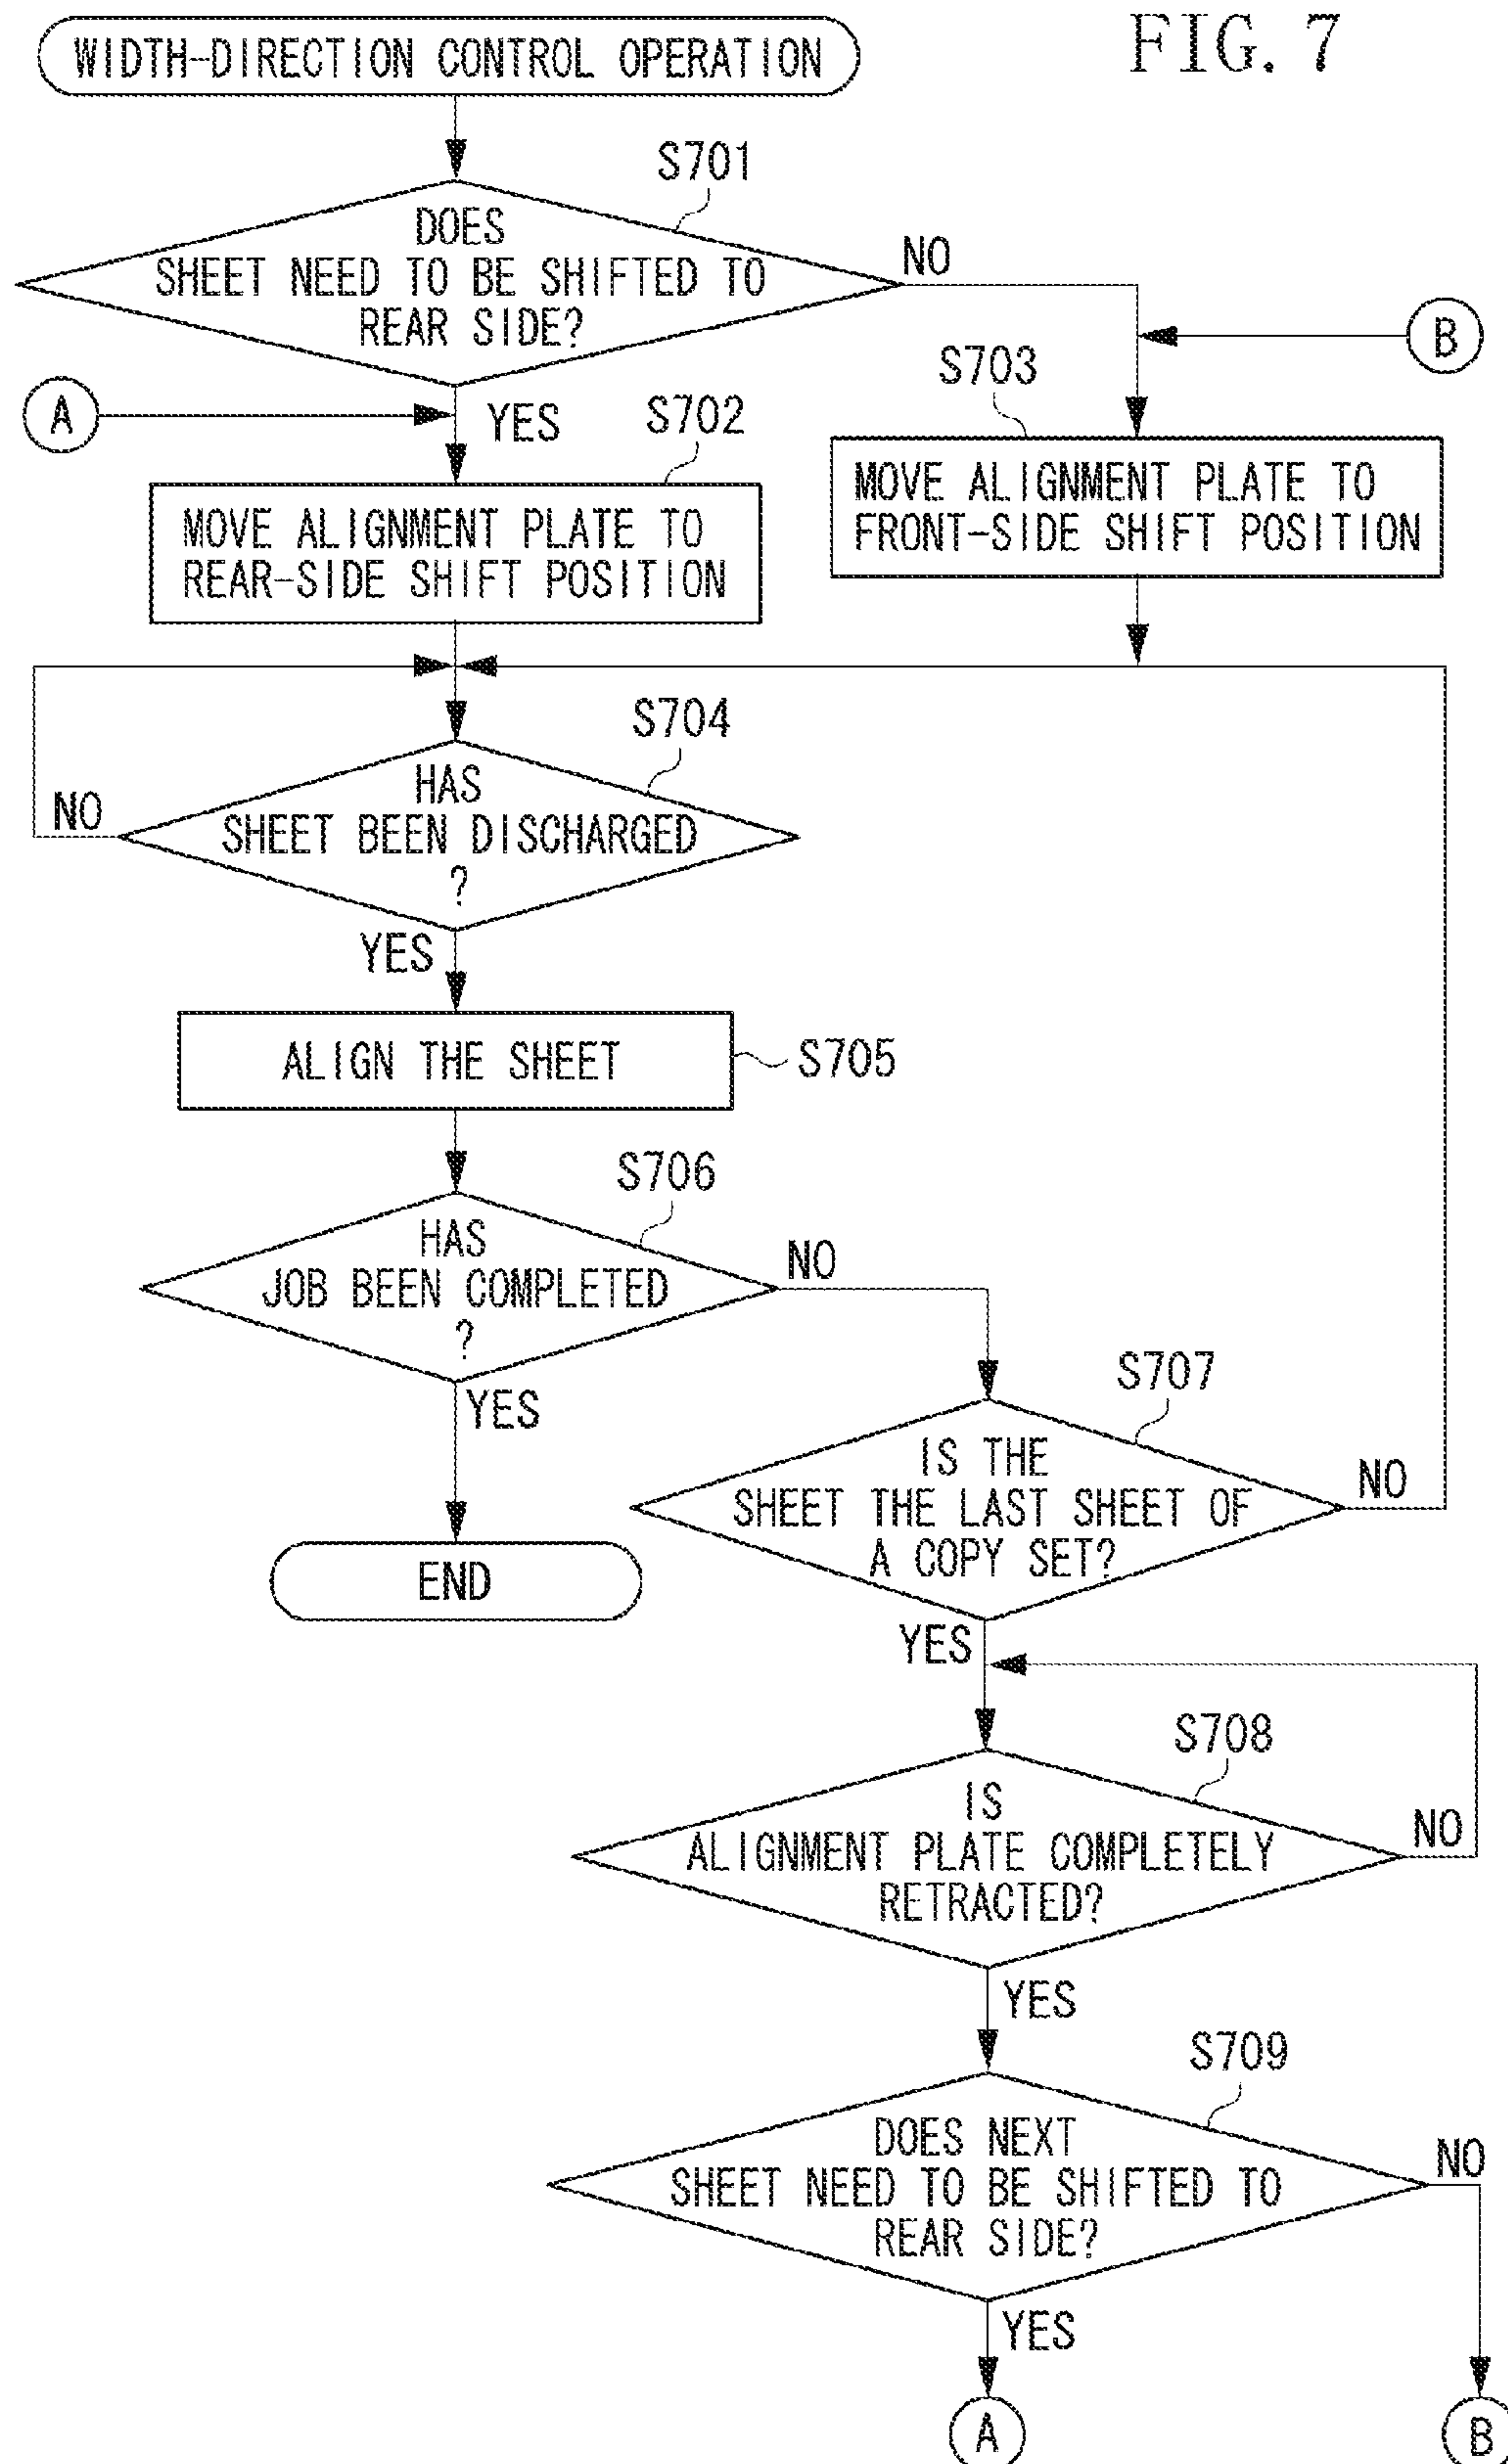 FIG. 7
WIDTH-DIRECTION CONTROL OPERATION
S701
DOES
SHEET NEED TO BE SHIFTED TO
REAR SIDE?
NO
B
A
YES
S702
S703
MOVE ALIGNMENT PLATE TO
REAR-SIDE SHIFT POSITION
MOVE ALIGNMENT PLATE TO
FRONT-SIDE SHIFT POSITION
S704
HAS
SHEET BEEN DISCHARGED
?
NO
YES
ALIGN THE SHEET
S705
S706
HAS
JOB BEEN COMPLETED
?
NO
YES
END
S707
IS THE
SHEET THE LAST SHEET OF
A COPY SET?
NO
YES
S708
IS
ALIGNMENT PLATE COMPLETELY
RETRACTED?
NO
YES
S709
DOES NEXT
SHEET NEED TO BE SHIFTED TO
REAR SIDE?
NO
YES
A
B